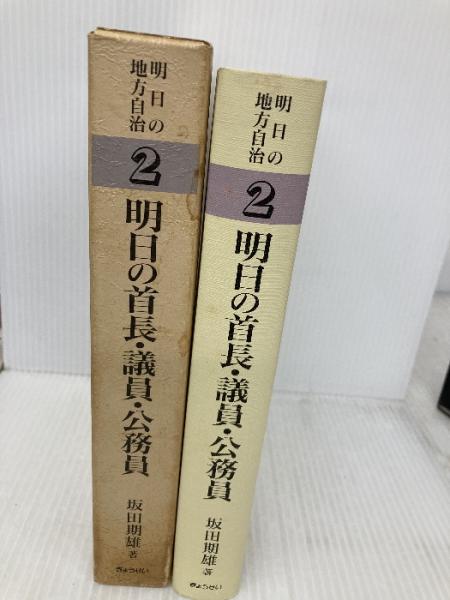 明日の
地方自治
2
明日の首長・議員・公務員
坂田期雄 著
ぎょうせい
明日の
地方自治
2
明日の首長・議員・公務員
坂田期雄 著
ぎょうせい